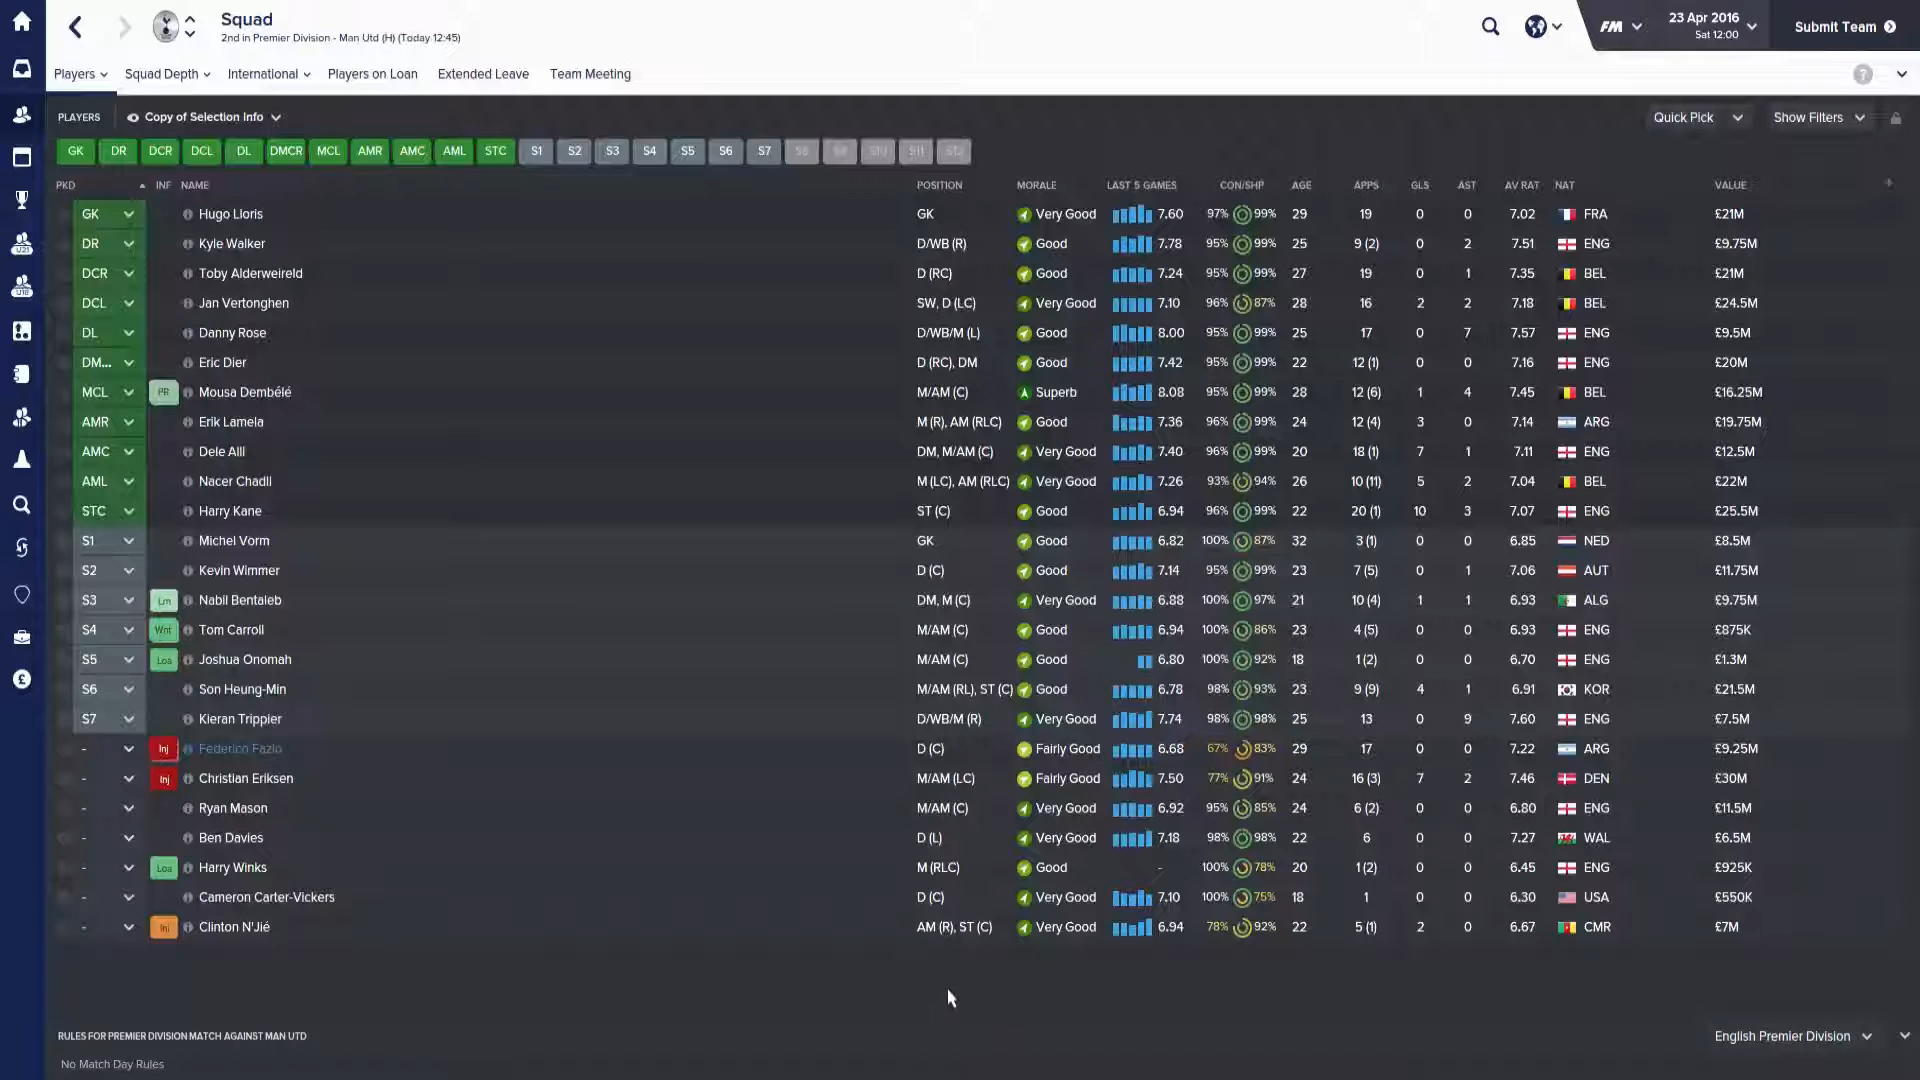 Squad
2nd in Premier Division - Man Utd (H) (Today 12:45)
FM
23 Apr 2016
Sat 12:00
Submit Team
Players Squad Depth International Players on Loan Extended Leave Team Meeting
?
PLAYERS Copy of Selection Info Quick Pick Show Filters
GK DR DCR DCL DL DMCR MCL AMR AMC AML STC S1 S2 S3 S4 S5 S6 S7 S8 S9 S10 S11 S12
PKD INF NAME POSITION MORALE LAST 5 GAMES CON/SHP AGE APPS GLS AST AV RAT NAT VALUE
GK Hugo Lloris GK Very Good 7.60 97% 99% 29 19 0 0 7.02 FRA £21M
DR Kyle Walker D/WB (R) Good 7.78 95% 99% 25 9 (2) 0 2 7.51 ENG £9.75M
DCR Toby Alderweireld D (RC) Good 7.24 95% 99% 27 19 0 1 7.35 BEL £21M
DCL Jan Vertonghen SW, D (LC) Very Good 7.10 96% 87% 28 16 2 2 7.18 BEL £24.5M
DL Danny Rose D/WB/M (L) Good 8.00 95% 99% 25 17 0 7 7.57 ENG £9.5M
DM... Eric Dier D (RC), DM Good 7.42 95% 99% 22 12 (1) 0 0 7.16 ENG £20M
MCL PR Mousa Dembélé M/AM (C) Superb 8.08 95% 99% 28 12 (6) 1 4 7.45 BEL £16.25M
AMR Erik Lamela M (R), AM (RLC) Good 7.36 96% 99% 24 12 (4) 3 0 7.14 ARG £19.75M
AMC Dele Alli DM, M/AM (C) Very Good 7.40 96% 99% 20 18 (1) 7 1 7.11 ENG £12.5M
AML Nacer Chadli M (LC), AM (RLC) Very Good 7.26 93% 94% 26 10 (11) 5 2 7.04 BEL £22M
STC Harry Kane ST (C) Good 6.94 96% 99% 22 20 (1) 10 3 7.07 ENG £25.5M
S1 Michel Vorm GK Good 6.82 100% 87% 32 3 (1) 0 0 6.85 NED £8.5M
S2 Kevin Wimmer D (C) Good 7.14 95% 99% 23 7 (5) 0 1 7.06 AUT £11.75M
S3 Lm Nabil Bentaleb DM, M (C) Very Good 6.88 100% 97% 21 10 (4) 1 1 6.93 ALG £9.75M
S4 Wnt Tom Carroll M/AM (C) Good 6.94 100% 86% 23 4 (5) 0 0 6.93 ENG £875K
S5 Loa Joshua Onomah M/AM (C) Good 6.80 100% 92% 18 1 (2) 0 0 6.70 ENG £1.3M
S6 Son Heung-Min M/AM (RL), ST (C) Good 6.78 98% 93% 23 9 (9) 4 1 6.91 KOR £21.5M
S7 Kieran Trippier D/WB/M (R) Very Good 7.74 98% 98% 25 13 0 9 7.60 ENG £7.5M
- Inj Federico Fazio D (C) Fairly Good 6.68 67% 83% 29 17 0 0 7.22 ARG £9.25M
- Inj Christian Eriksen M/AM (LC) Fairly Good 7.50 77% 91% 24 16 (3) 7 2 7.46 DEN £30M
- Ryan Mason M/AM (C) Very Good 6.92 95% 85% 24 6 (2) 0 0 6.80 ENG £11.5M
- Ben Davies D (L) Very Good 7.18 98% 98% 22 6 0 0 7.27 WAL £6.5M
- Loa Harry Winks M (RLC) Good - 100% 78% 20 1 (2) 0 0 6.45 ENG £925K
- Cameron Carter-Vickers D (C) Very Good 7.10 100% 75% 18 1 0 0 6.30 USA £550K
- Inj Clinton N'Jié AM (R), ST (C) Very Good 6.94 78% 92% 22 5 (1) 2 0 6.67 CMR £7M
RULES FOR PREMIER DIVISION MATCH AGAINST MAN UTD English Premier Division
No Match Day Rules